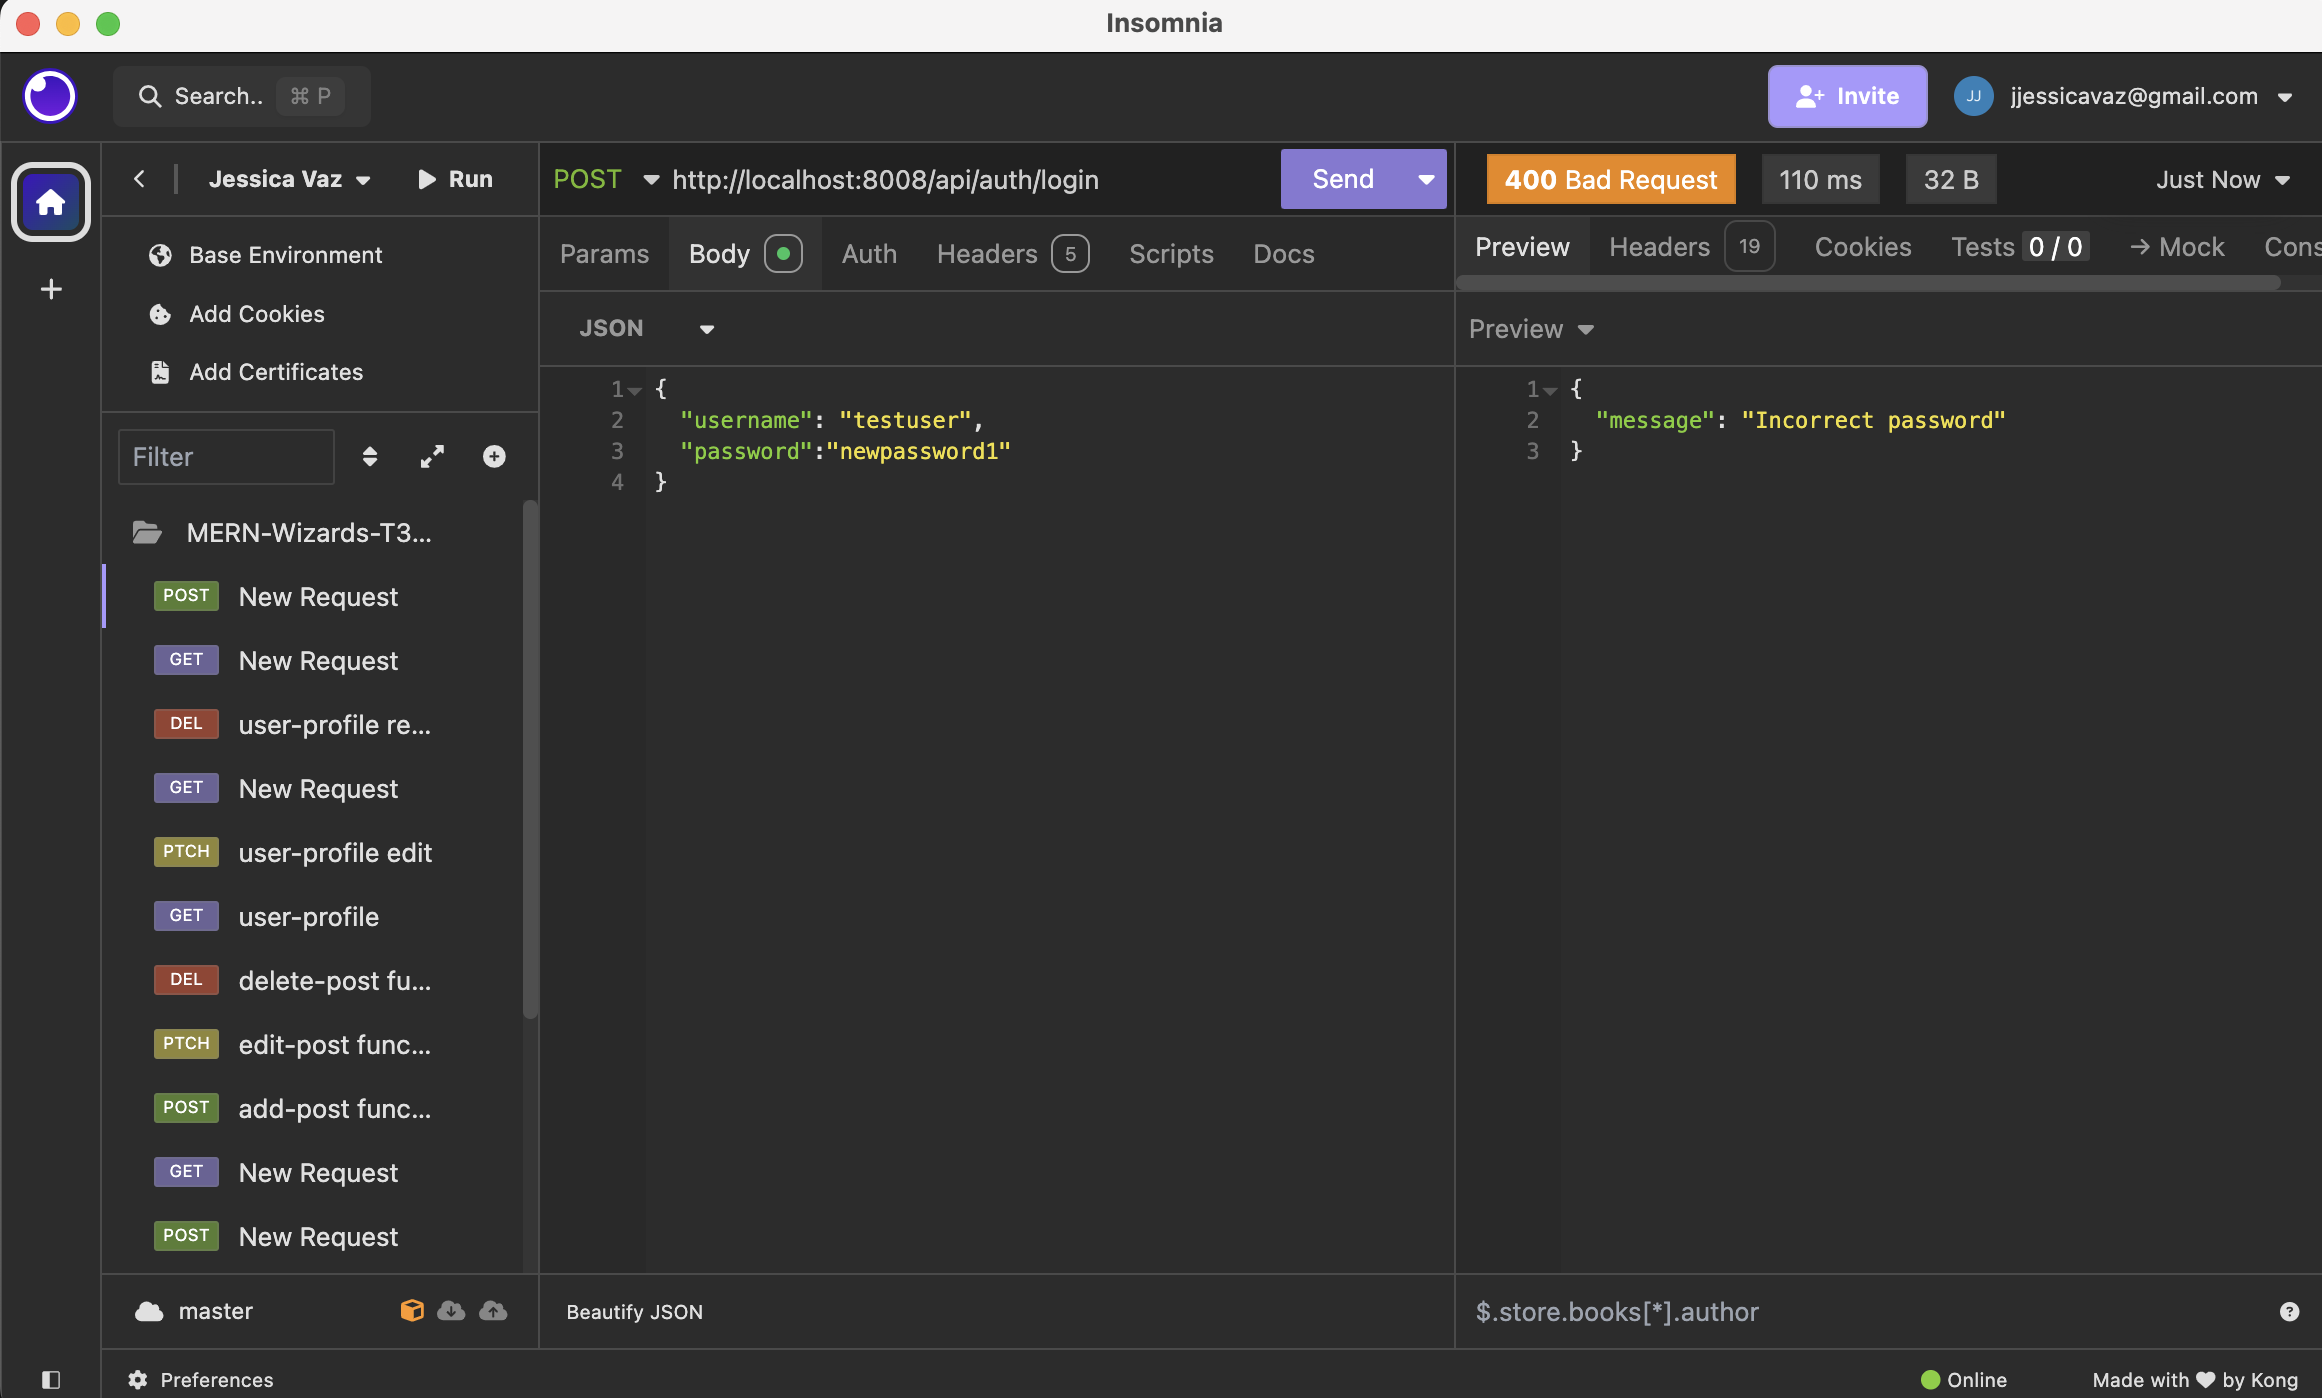 Insomnia
Search.. ⌘ P
Invite
JJ jjessicavaz@gmail.com
Jessica Vaz
Run
POST http://localhost:8008/api/auth/login
Send
400 Bad Request
110 ms
32 B
Just Now
Base Environment
Add Cookies
Add Certificates
Params
Body
Auth
Headers 5
Scripts
Docs
Preview
Headers 19
Cookies
Tests 0 / 0
→ Mock
Cons
JSON
Preview
1 {
2 "username": "testuser",
3 "password":"newpassword1"
4 }
1 {
2 "message": "Incorrect password"
3 }
Filter
MERN-Wizards-T3...
POST New Request
GET New Request
DEL user-profile re...
GET New Request
PTCH user-profile edit
GET user-profile
DEL delete-post fu...
PTCH edit-post func...
POST add-post func...
GET New Request
POST New Request
master
Beautify JSON
$.store.books[*].author
Preferences
Online
Made with ♥ by Kong